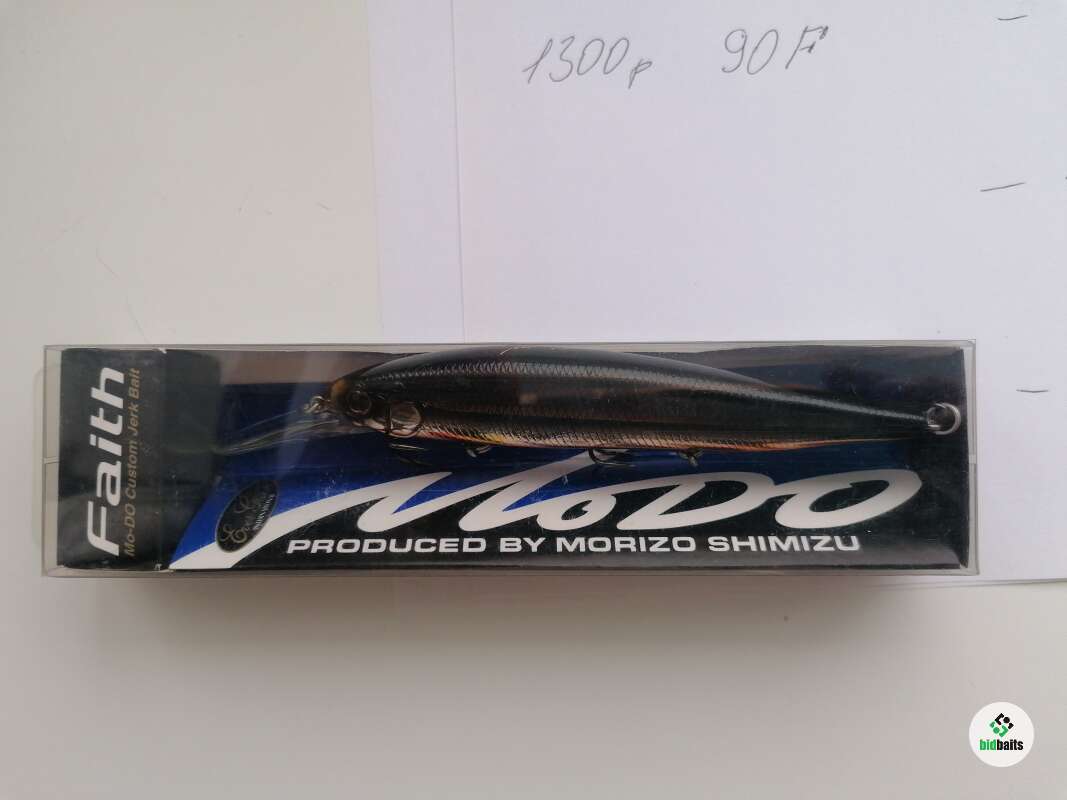 1300р 90F
Faith
Mo-DO Custom Jerk Bait
MoDO
PRODUCED BY MORIZO SHIMIZU
bidbaits